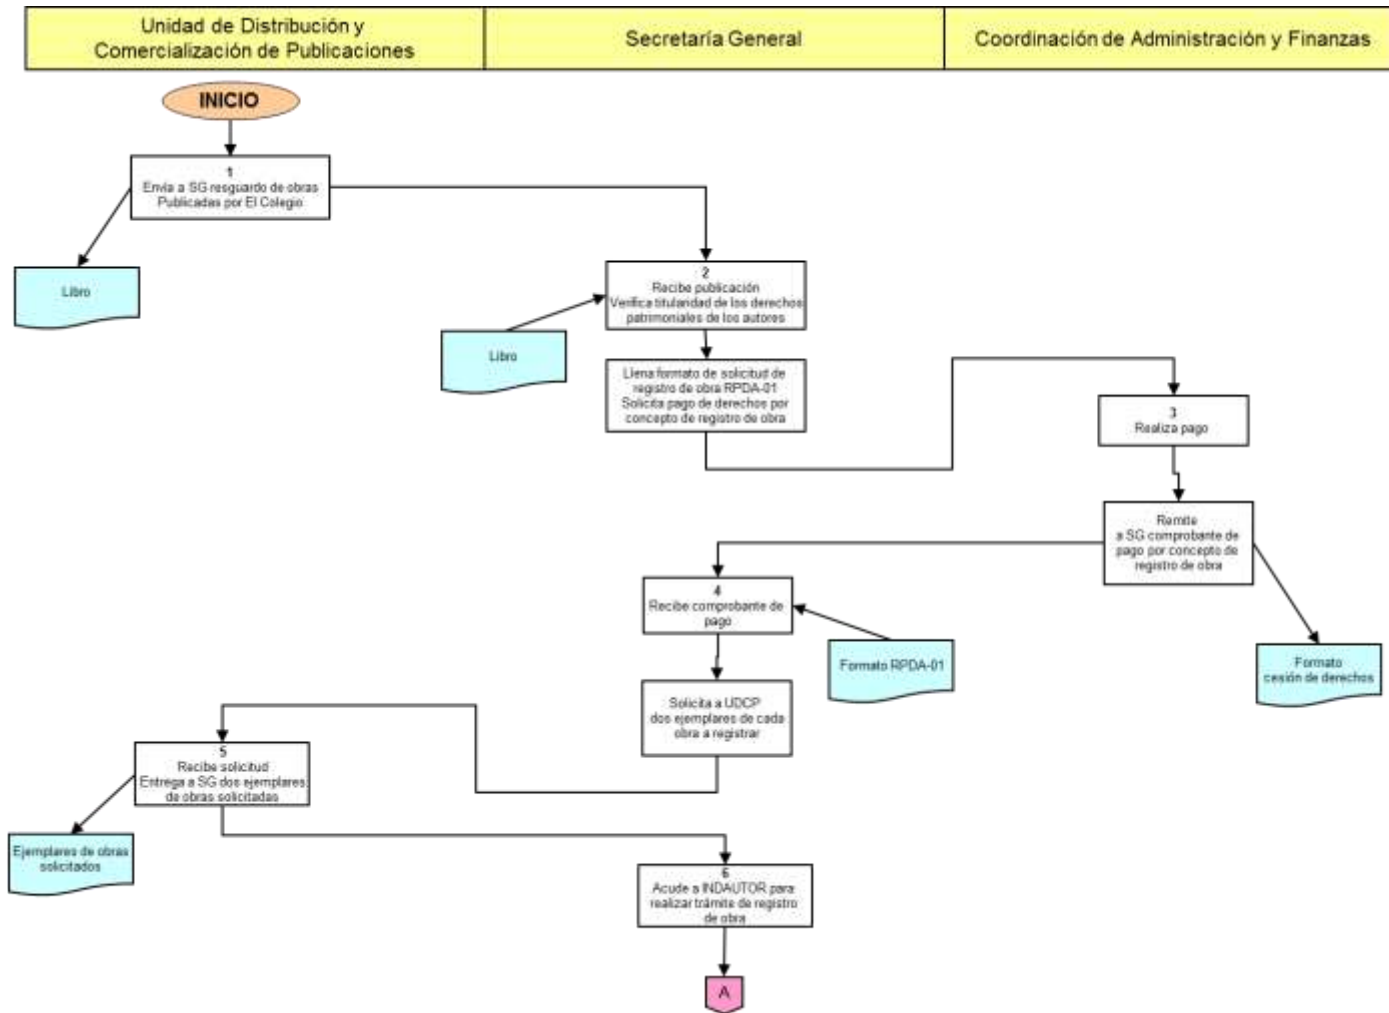 Unidad de Distribución y
Comercialización de Publicaciones
Secretaría General
Coordinación de Administración y Finanzas
INICIO
1
Envía a SG resguardo de obras
Publicadas por El Colegio
Libro
2
Recibe publicación
Verifica titularidad de los derechos
patrimoniales de los autores
Libro
Llena formato de solicitud de
registro de obra RPDA-01
Solicita pago de derechos por
concepto de registro de obra
3
Realiza pago
Remite
a SG comprobante de
pago por concepto de
registro de obra
4
Recibe comprobante de
pago
Formato RPDA-01
Formato
cesión de derechos
Solicita a UDCP
dos ejemplares de cada
obra a registrar
5
Recibe solicitud
Entrega a SG dos ejemplares
de obras solicitadas
Ejemplares de obras
solicitados
6
Acude a INDAUTOR para
realizar trámite de registro
de obra
A